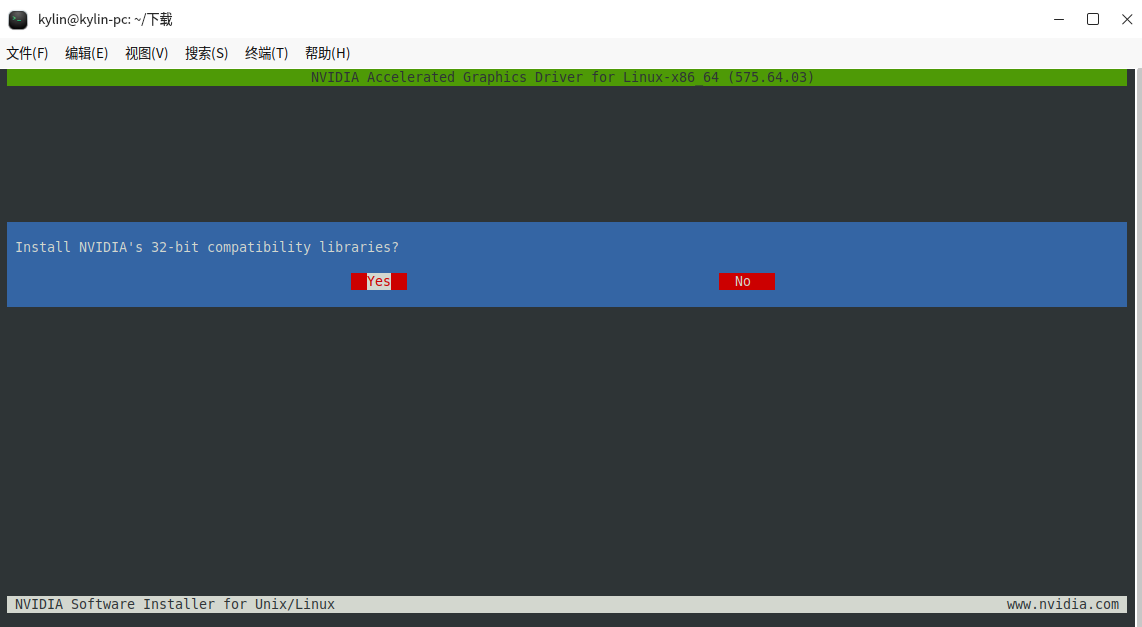 kylin@kylin-pc: ~/下载
文件(F) 编辑(E) 视图(V) 搜索(S) 终端(T) 帮助(H)
NVIDIA Accelerated Graphics Driver for Linux-x86_64 (575.64.03)
Install NVIDIA's 32-bit compatibility libraries?
Yes No
NVIDIA Software Installer for Unix/Linux www.nvidia.com